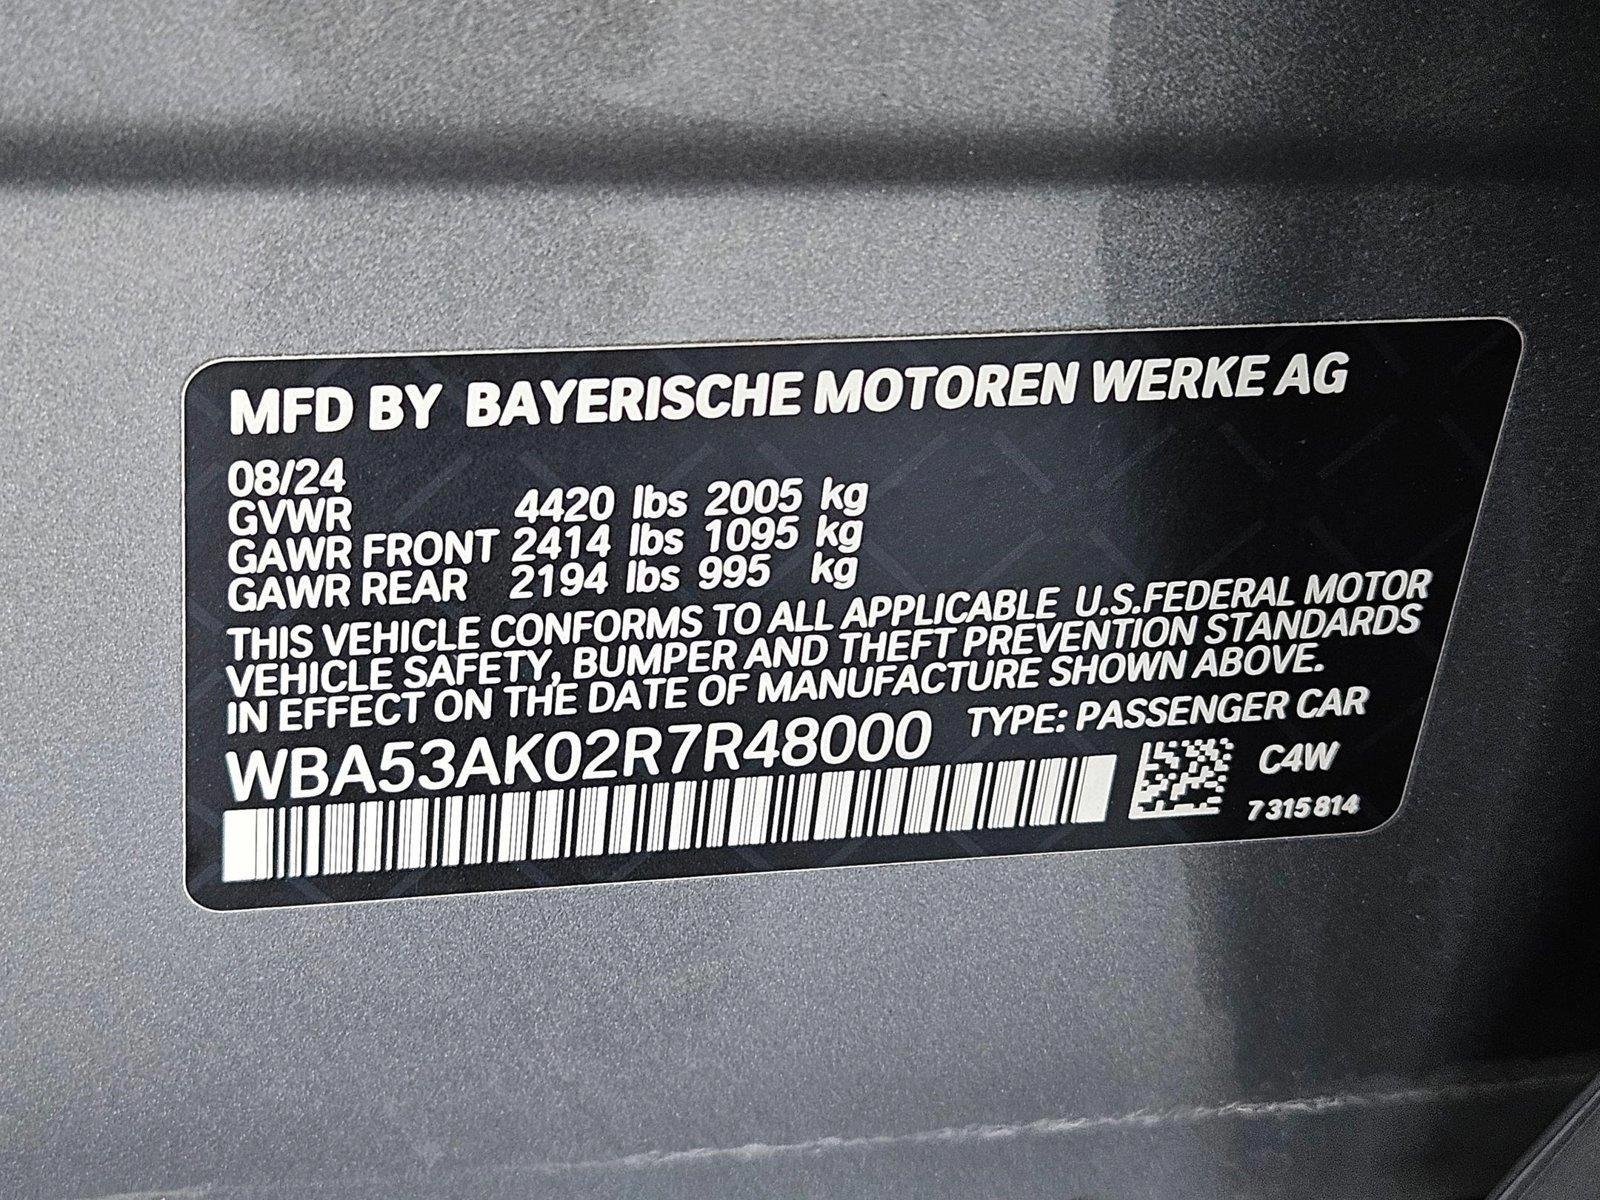 MFD BY BAYERISCHE MOTOREN WERKE AG
08/24
GVWR 4420 lbs 2005 kg
GAWR FRONT 2414 lbs 1095 kg
GAWR REAR 2194 lbs 995 kg
THIS VEHICLE CONFORMS TO ALL APPLICABLE U.S.FEDERAL MOTOR
VEHICLE SAFETY, BUMPER AND THEFT PREVENTION STANDARDS
IN EFFECT ON THE DATE OF MANUFACTURE SHOWN ABOVE.
WBA53AK02R7R48000 TYPE: PASSENGER CAR
C4W
7 315 814